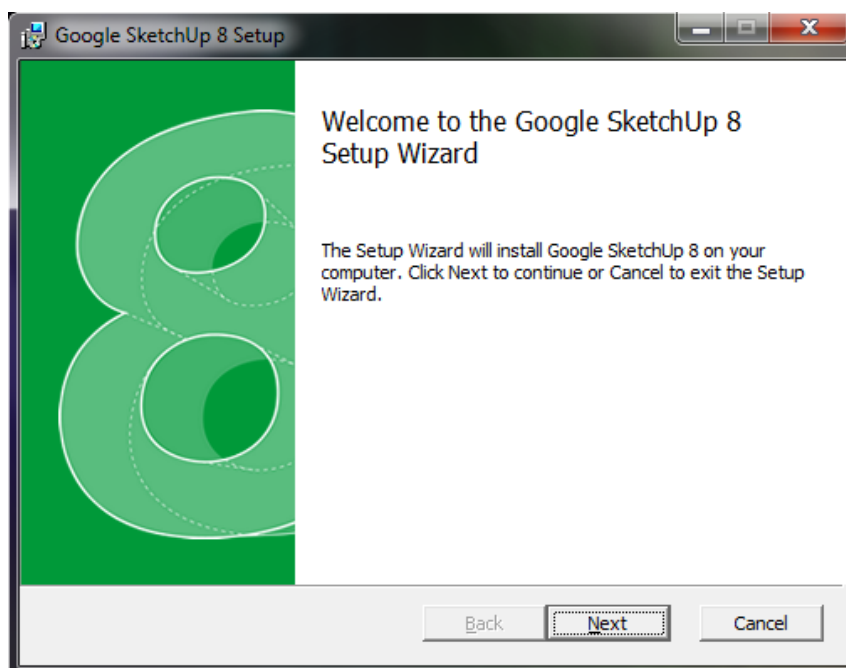 Google SketchUp 8 Setup
Welcome to the Google SketchUp 8
Setup Wizard
The Setup Wizard will install Google SketchUp 8 on your
computer. Click Next to continue or Cancel to exit the Setup
Wizard.
Back
Next
Cancel